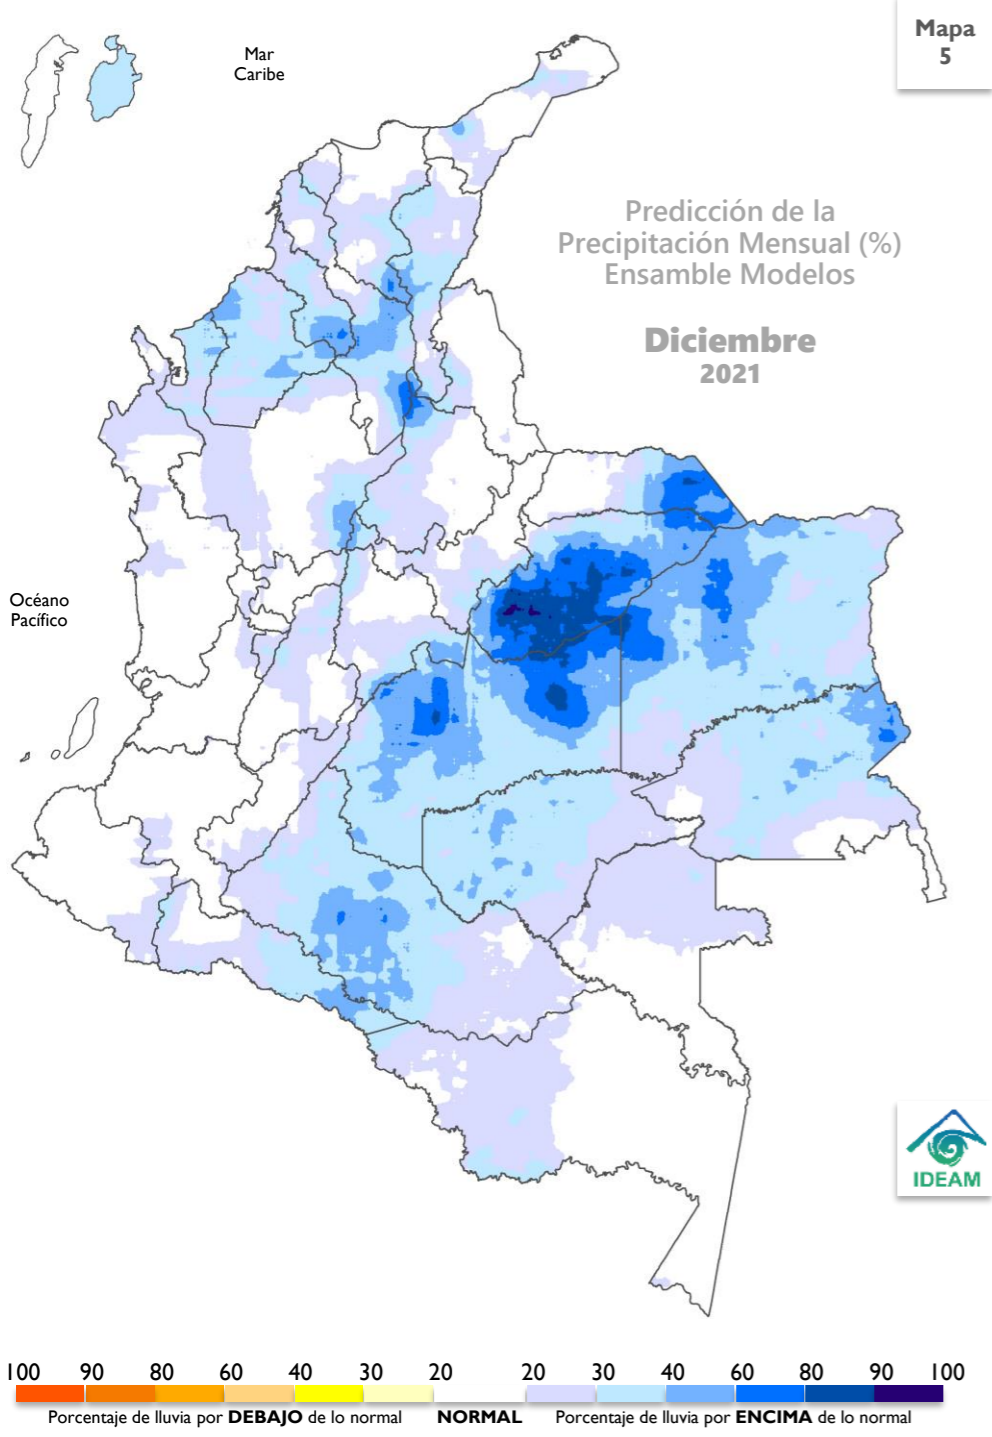 Mapa
5
Mar
Caribe
Predicción de la
Precipitación Mensual (%)
Ensamble Modelos
Diciembre
2021
Océano
Pacífico
IDEAM
100 90 80 60 40 30 20 20 30 40 60 80 90 100
Porcentaje de lluvia por DEBAJO de lo normal NORMAL Porcentaje de lluvia por ENCIMA de lo normal